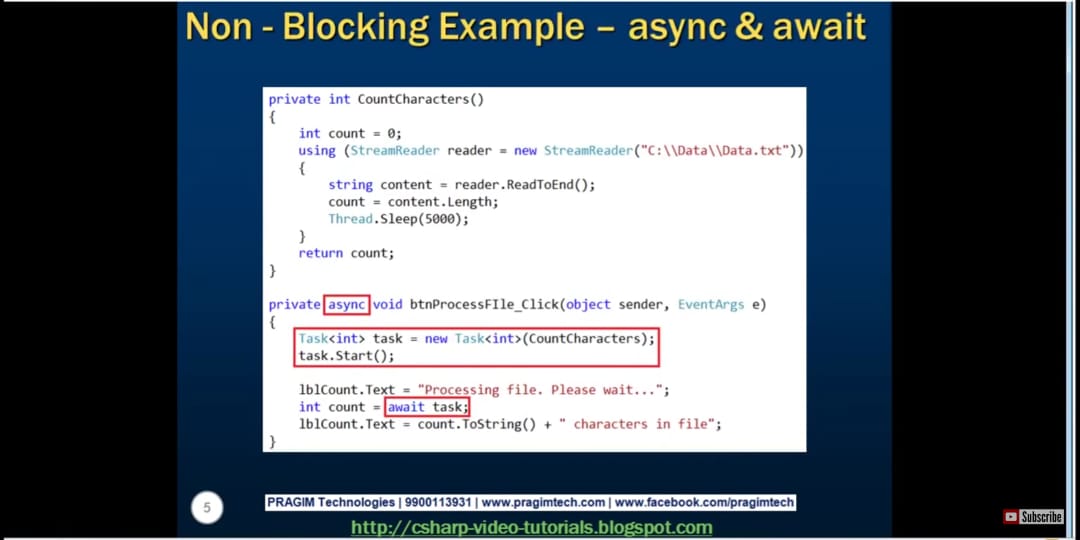 Non - Blocking Example – async & await
private int CountCharacters()
{
int count = 0;
using (StreamReader reader = new StreamReader("C:\\Data\\Data.txt"))
{
string content = reader.ReadToEnd();
count = content.Length;
Thread.Sleep(5000);
}
return count;
}
private async void btnProcessFIle_Click(object sender, EventArgs e)
{
Task<int> task = new Task<int>(CountCharacters);
task.Start();
lblCount.Text = "Processing file. Please wait...";
int count = await task;
lblCount.Text = count.ToString() + " characters in file";
}
5
PRAGIM Technologies | 9900113931 | www.pragimtech.com | www.facebook.com/pragimtech
http://csharp-video-tutorials.blogspot.com
Subscribe